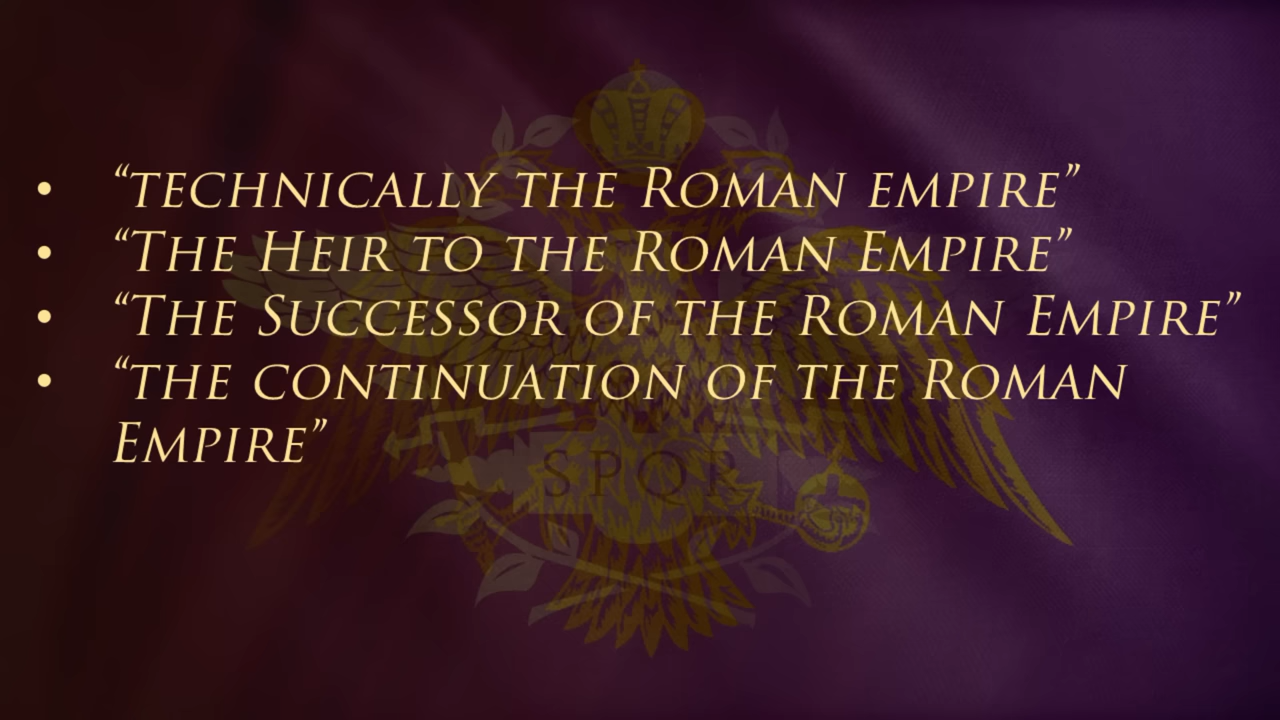 • “technically the Roman empire”
• “The Heir to the Roman Empire”
• “The Successor of the Roman Empire”
• “the continuation of the Roman
Empire”
SPQR